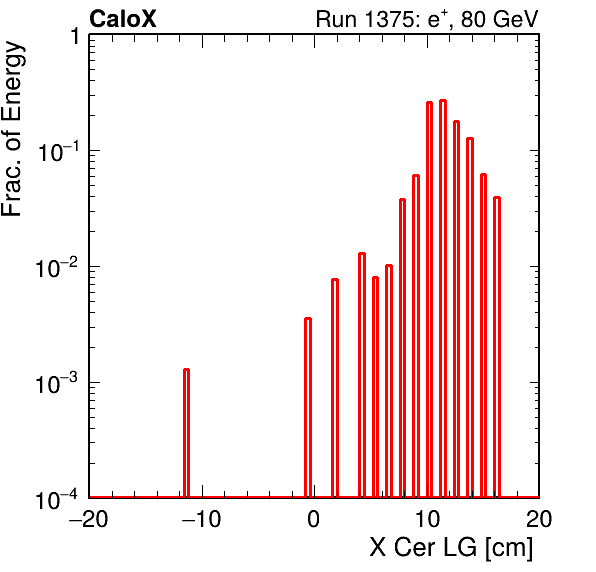 CaloX Run 1375: e⁺, 80 GeV
Frac. of Energy
1
10⁻¹
10⁻²
10⁻³
10⁻⁴
−20 −10 0 10 20
X Cer LG [cm]